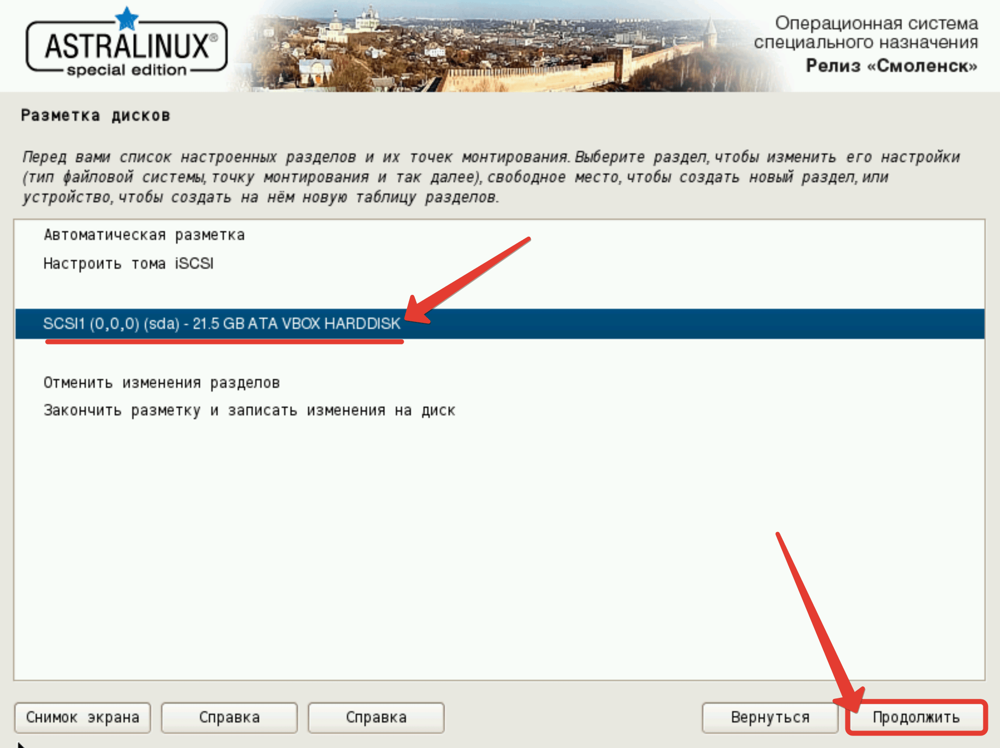 ASTRALINUX®
special edition
Операционная система
специального назначения
Релиз «Смоленск»
Разметка дисков
Перед вами список настроенных разделов и их точек монтирования. Выберите раздел, чтобы изменить его настройки
(тип файловой системы, точку монтирования и так далее), свободное место, чтобы создать новый раздел, или
устройство, чтобы создать на нём новую таблицу разделов.
Автоматическая разметка
Настроить тома iSCSI
SCSI1 (0,0,0) (sda) - 21.5 GB ATA VBOX HARDDISK
Отменить изменения разделов
Закончить разметку и записать изменения на диск
Снимок экрана
Справка
Справка
Вернуться
Продолжить